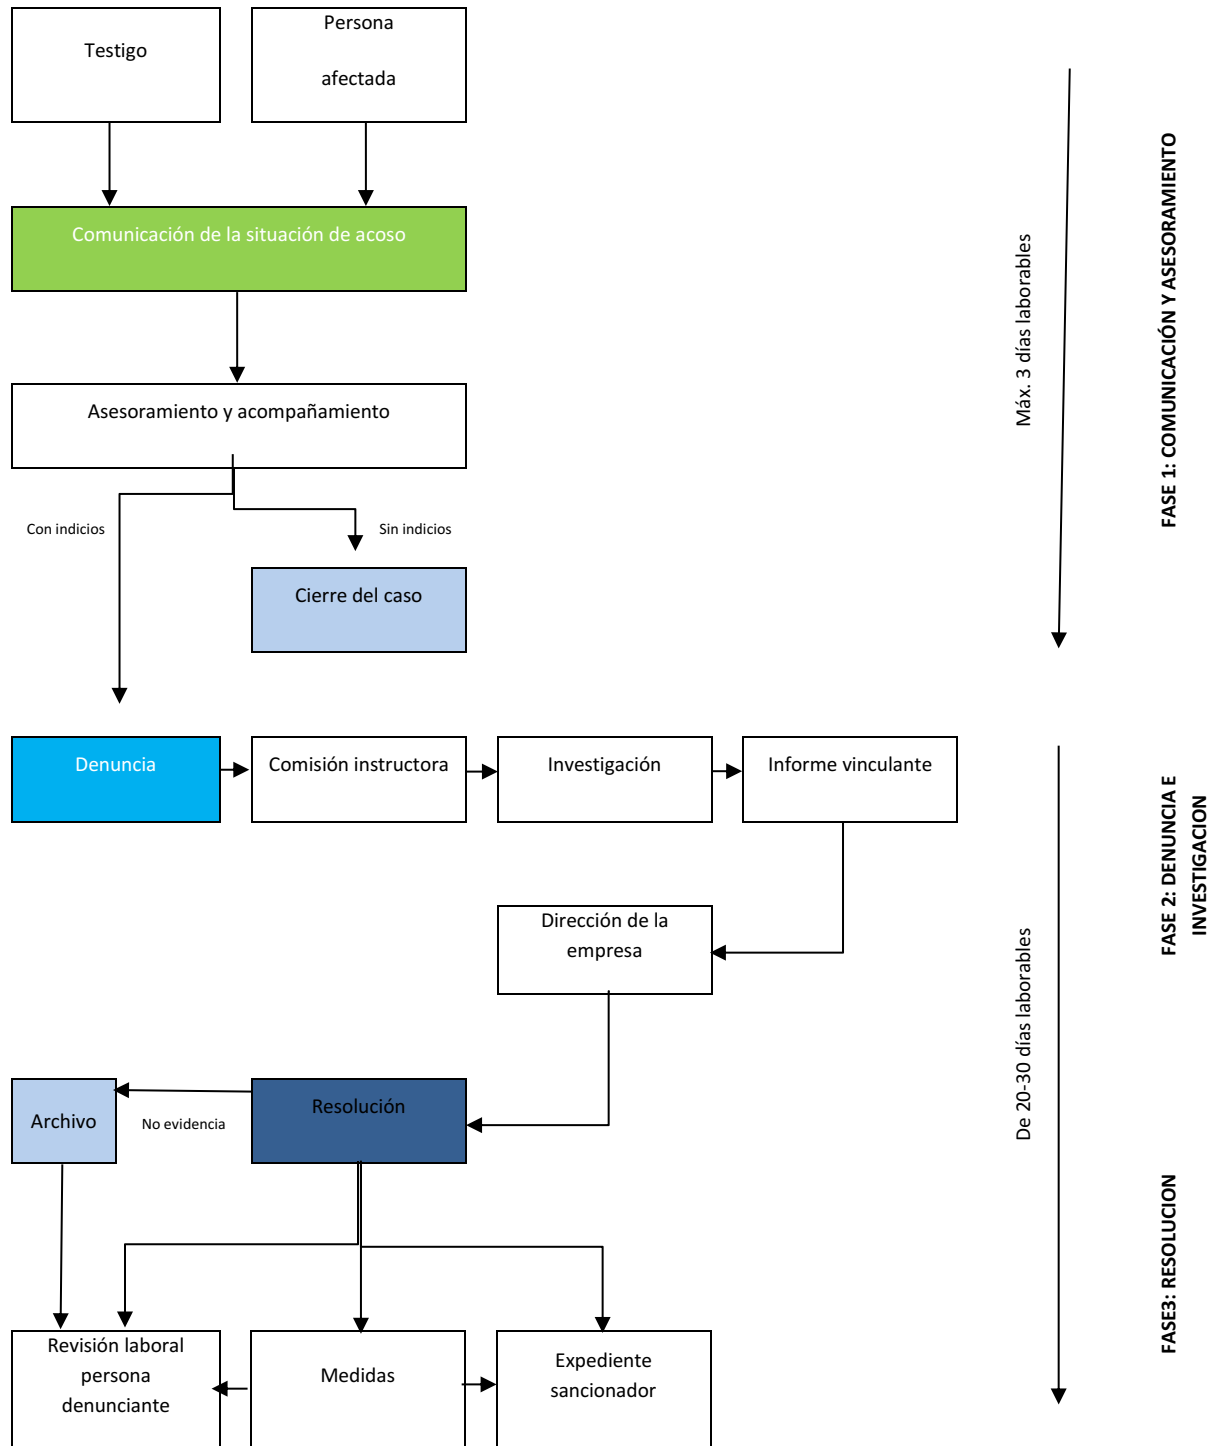 Testigo
Persona
afectada
Comunicación de la situación de acoso
Asesoramiento y acompañamiento
Con indicios
Sin indicios
Cierre del caso
Máx. 3 días laborables
FASE 1: COMUNICACIÓN Y ASESORAMIENTO
Denuncia
Comisión instructora
Investigación
Informe vinculante
Dirección de la
empresa
FASE 2: DENUNCIA E
INVESTIGACION
De 20-30 días laborables
Archivo
No evidencia
Resolución
Revisión laboral
persona
denunciante
Medidas
Expediente
sancionador
FASE3: RESOLUCION